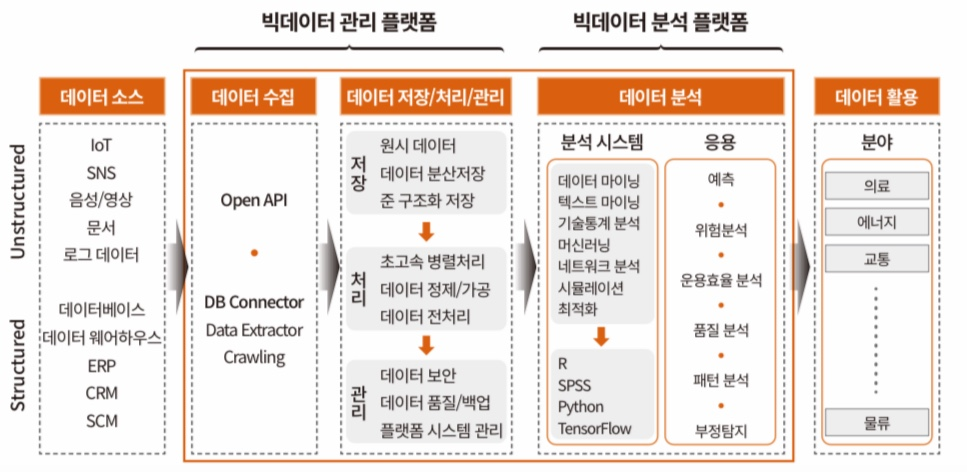 빅데이터 관리 플랫폼
빅데이터 분석 플랫폼
데이터 소스
데이터 수집
데이터 저장/처리/관리
데이터 분석
데이터 활용
Unstructured
IoT
SNS
음성/영상
문서
로그 데이터
Structured
데이터베이스
데이터 웨어하우스
ERP
CRM
SCM
Open API
DB Connector
Data Extractor
Crawling
저장
원시 데이터
데이터 분산저장
준 구조화 저장
처리
초고속 병렬처리
데이터 정제/가공
데이터 전처리
관리
데이터 보안
데이터 품질/백업
플랫폼 시스템 관리
분석 시스템
데이터 마이닝
텍스트 마이닝
기술통계 분석
머신러닝
네트워크 분석
시뮬레이션
최적화
R
SPSS
Python
TensorFlow
응용
예측
위험분석
운용효율 분석
품질 분석
패턴 분석
부정탐지
분야
의료
에너지
교통
물류